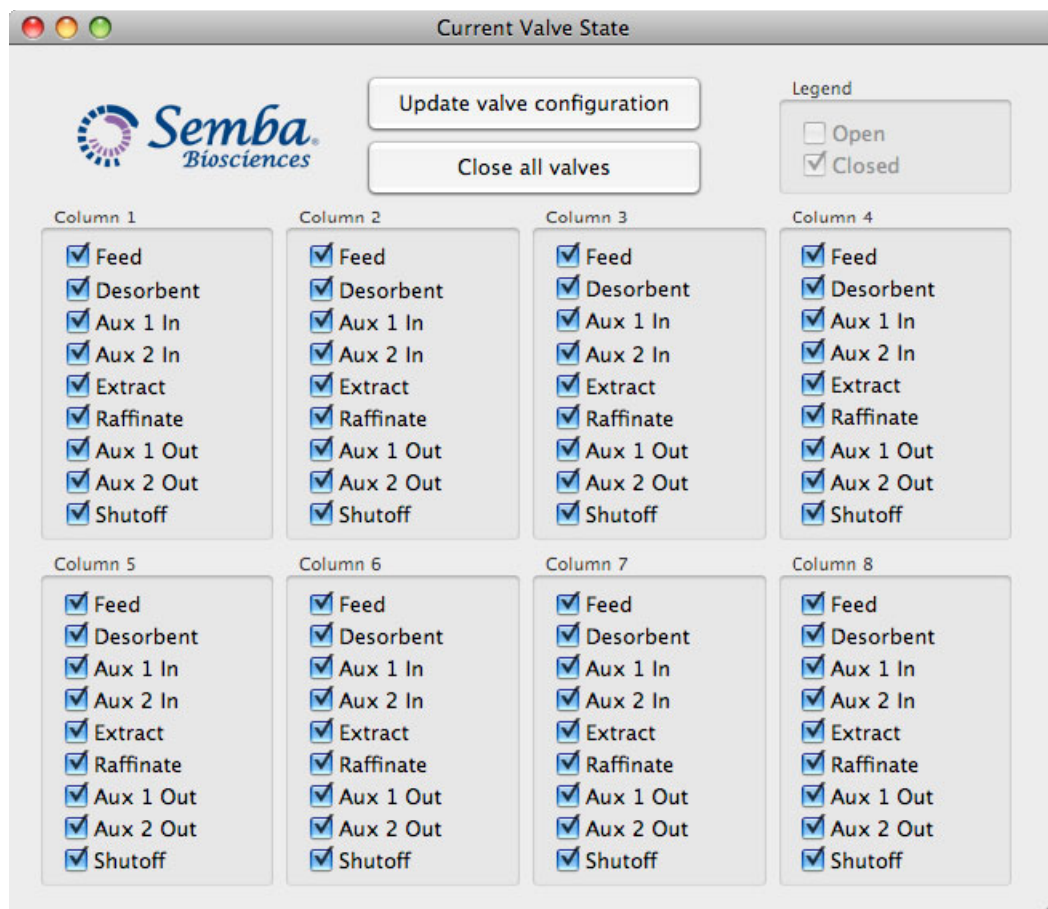 Current Valve State
Semba®
Biosciences
Update valve configuration
Close all valves
Legend
Open
Closed
Column 1
Feed
Desorbent
Aux 1 In
Aux 2 In
Extract
Raffinate
Aux 1 Out
Aux 2 Out
Shutoff
Column 2
Feed
Desorbent
Aux 1 In
Aux 2 In
Extract
Raffinate
Aux 1 Out
Aux 2 Out
Shutoff
Column 3
Feed
Desorbent
Aux 1 In
Aux 2 In
Extract
Raffinate
Aux 1 Out
Aux 2 Out
Shutoff
Column 4
Feed
Desorbent
Aux 1 In
Aux 2 In
Extract
Raffinate
Aux 1 Out
Aux 2 Out
Shutoff
Column 5
Feed
Desorbent
Aux 1 In
Aux 2 In
Extract
Raffinate
Aux 1 Out
Aux 2 Out
Shutoff
Column 6
Feed
Desorbent
Aux 1 In
Aux 2 In
Extract
Raffinate
Aux 1 Out
Aux 2 Out
Shutoff
Column 7
Feed
Desorbent
Aux 1 In
Aux 2 In
Extract
Raffinate
Aux 1 Out
Aux 2 Out
Shutoff
Column 8
Feed
Desorbent
Aux 1 In
Aux 2 In
Extract
Raffinate
Aux 1 Out
Aux 2 Out
Shutoff